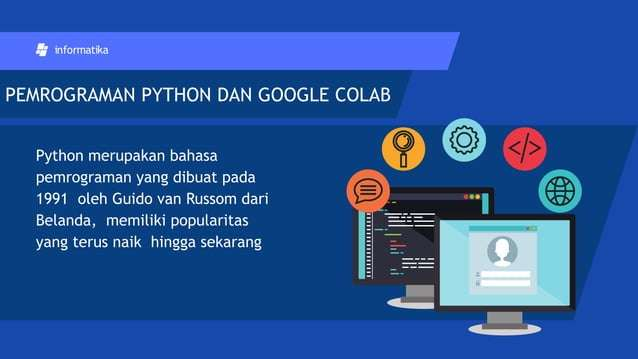 informatika
PEMROGRAMAN PYTHON DAN GOOGLE COLAB
Python merupakan bahasa
pemrograman yang dibuat pada
1991 oleh Guido van Russom dari
Belanda, memiliki popularitas
yang terus naik hingga sekarang